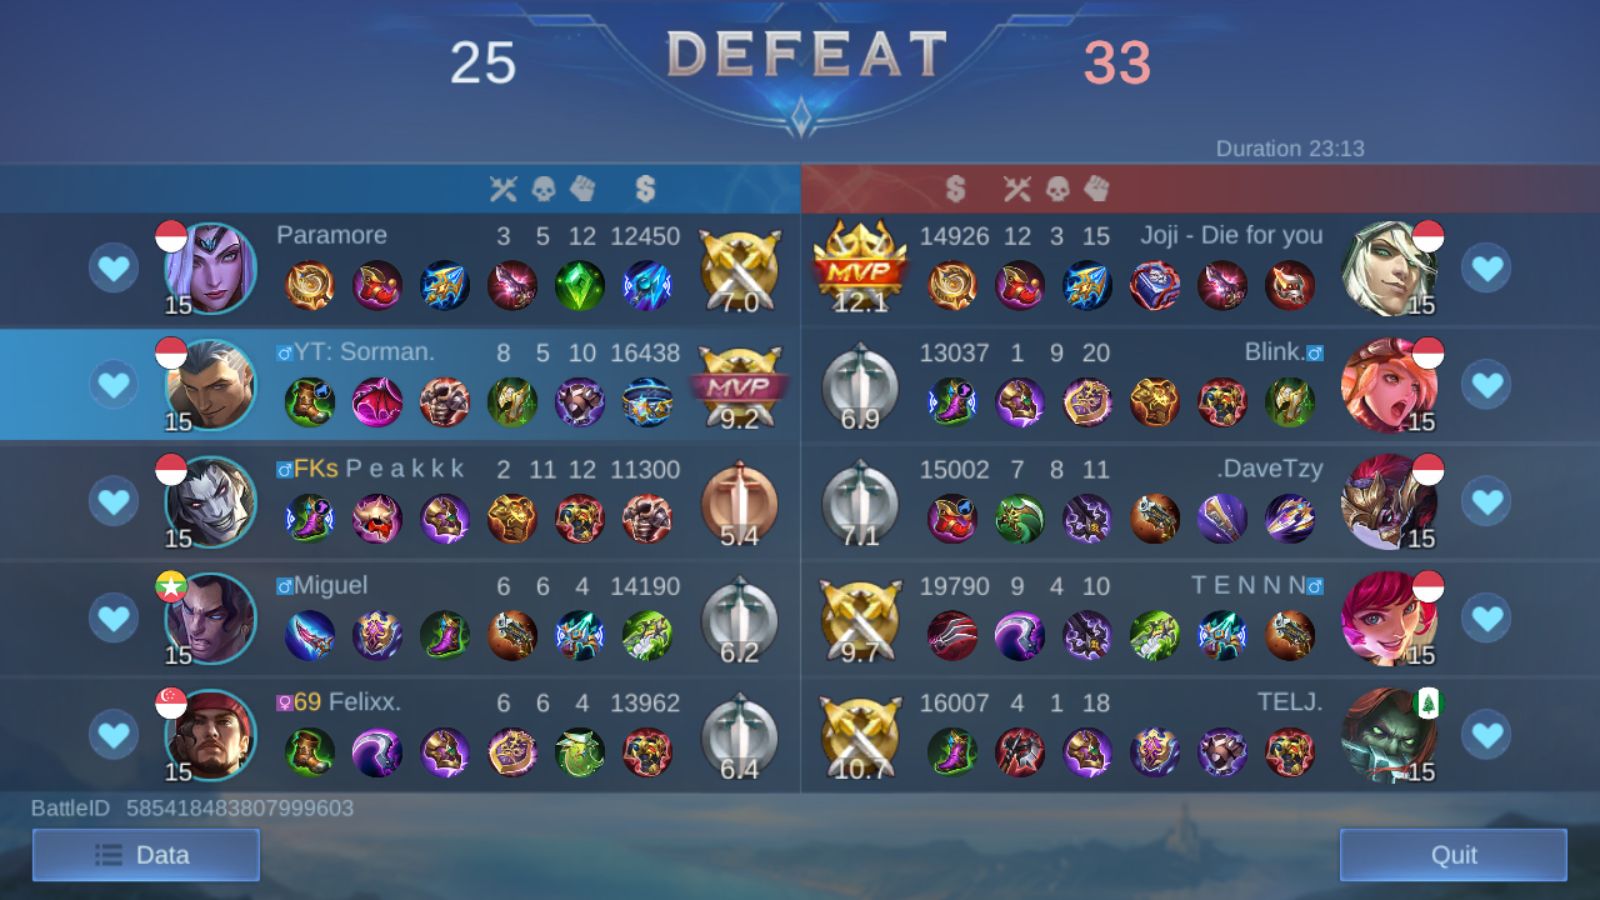 25 DEFEAT 33
Duration 23:13
Paramore 3 5 12 12450
15 7.0
MVP 14926 12 3 15 Joji - Die for you
12.1 15
YT: Sorman. 8 5 10 16438
15 MVP 9.2
13037 1 9 20 Blink.
6.9 15
FKs P e a k k k 2 11 12 11300
15 5.4
15002 7 8 11 .DaveTzy
7.1 15
Miguel 6 6 4 14190
15 6.2
19790 9 4 10 T E N N N
9.7 15
69 Felixx. 6 6 4 13962
15 6.4
16007 4 1 18 TELJ.
10.7 15
BattleID 585418483807999603
Data
Quit